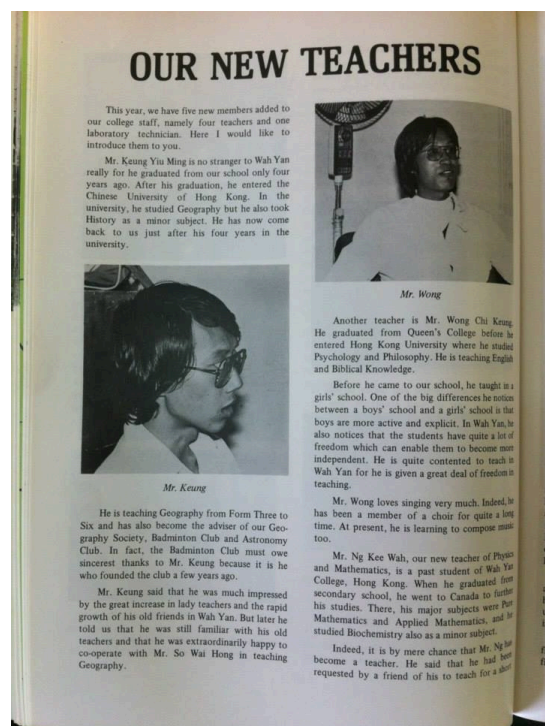 OUR NEW TEACHERS
This year, we have five new members added to
our college staff, namely four teachers and one
laboratory technician. Here I would like to
introduce them to you.
Mr. Keung Yiu Ming is no stranger to Wah Yan
really for he graduated from our school only four
years ago. After his graduation, he entered the
Chinese University of Hong Kong. In the
university, he studied Geography but he also took
History as a minor subject. He has now come
back to us just after his four years in the
university.
Mr. Keung
He is teaching Geography from Form Three to
Six and has also become the adviser of our Geo-
graphy Society, Badminton Club and Astronomy
Club. In fact, the Badminton Club must owe
sincerest thanks to Mr. Keung because it is he
who founded the club a few years ago.
Mr. Keung said that he was much impressed
by the great increase in lady teachers and the rapid
growth of his old friends in Wah Yan. But later he
told us that he was still familiar with his old
teachers and that he was extraordinarily happy to
co-operate with Mr. So Wai Hong in teaching
Geography.
Mr. Wong
Another teacher is Mr. Wong Chi Keung.
He graduated from Queen's College before he
entered Hong Kong University where he studied
Psychology and Philosophy. He is teaching English
and Biblical Knowledge.
Before he came to our school, he taught in a
girls' school. One of the big differences he notices
between a boys' school and a girls' school is that
boys are more active and explicit. In Wah Yan, he
also notices that the students have quite a lot of
freedom which can enable them to become more
independent. He is quite contented to teach in
Wah Yan for he is given a great deal of freedom in
teaching.
Mr. Wong loves singing very much. Indeed, he
has been a member of a choir for quite a long
time. At present, he is learning to compose music
too.
Mr. Ng Kee Wah, our new teacher of Physics
and Mathematics, is a past student of Wah Yan
College, Hong Kong. When he graduated from
secondary school, he went to Canada to further
his studies. There, his major subjects were Pure
Mathematics and Applied Mathematics, and he
studied Biochemistry also as a minor subject.
Indeed, it is by mere chance that Mr. Ng has
become a teacher. He said that he had been
requested by a friend of his to teach for a short